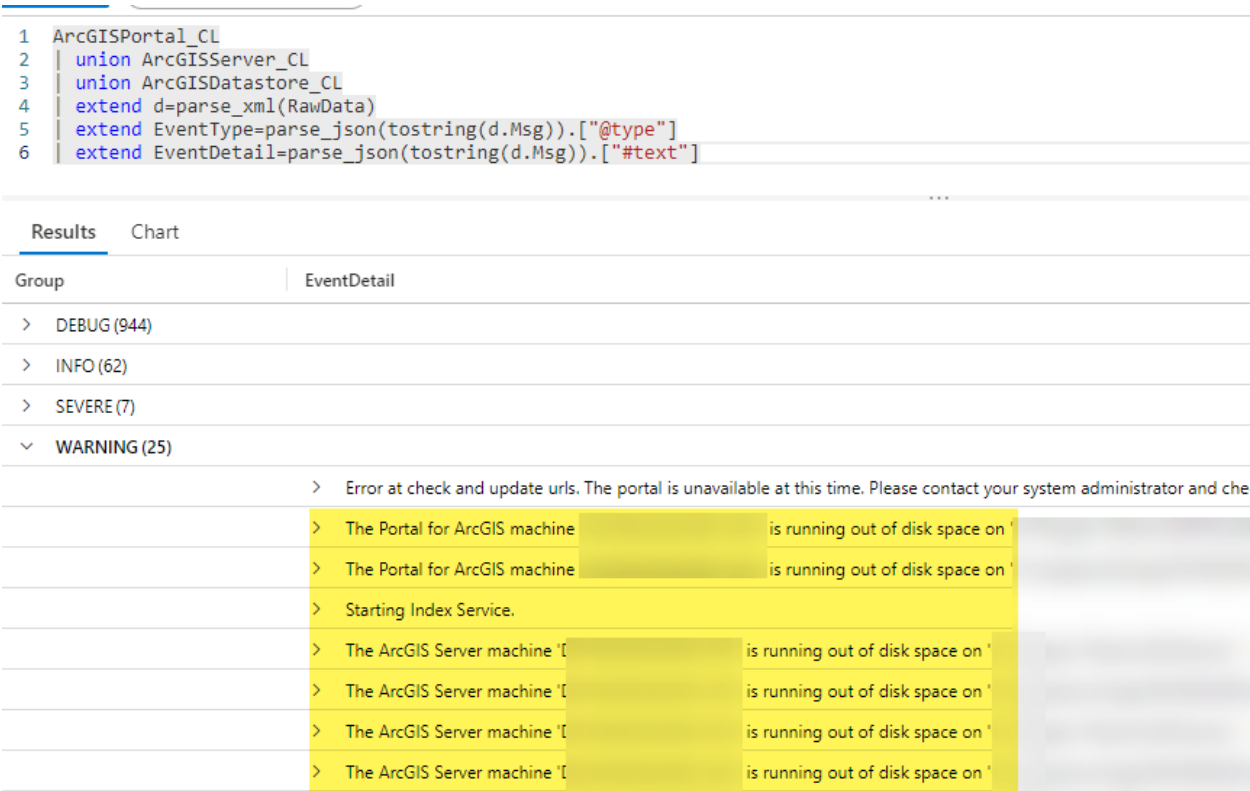 1 ArcGISPortal_CL
2 | union ArcGISServer_CL
3 | union ArcGISDatastore_CL
4 | extend d=parse_xml(RawData)
5 | extend EventType=parse_json(tostring(d.Msg)).["@type"]
6 | extend EventDetail=parse_json(tostring(d.Msg)).["#text"]
...
Results Chart
Group EventDetail
> DEBUG (944)
> INFO (62)
> SEVERE (7)
WARNING (25)
> Error at check and update urls. The portal is unavailable at this time. Please contact your system administrator and che
> The Portal for ArcGIS machine is running out of disk space on '
> The Portal for ArcGIS machine is running out of disk space on '
> Starting Index Service.
> The ArcGIS Server machine 'D is running out of disk space on '
> The ArcGIS Server machine 'D is running out of disk space on '
> The ArcGIS Server machine 'D is running out of disk space on '
> The ArcGIS Server machine 'D is running out of disk space on '